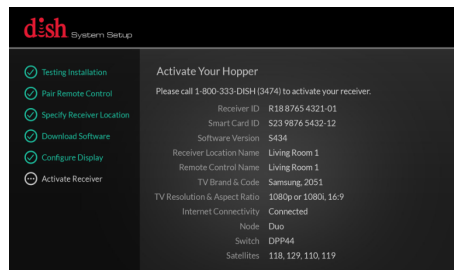 dish System Setup
Testing Installation
Pair Remote Control
Specify Receiver Location
Download Software
Configure Display
Activate Receiver
Activate Your Hopper
Please call 1-800-333-DISH (3474) to activate your receiver.
Receiver ID R18 8765 4321-01
Smart Card ID S23 9876 5432-12
Software Version S434
Receiver Location Name Living Room 1
Remote Control Name Living Room 1
TV Brand & Code Samsung, 2051
TV Resolution & Aspect Ratio 1080p or 1080i, 16:9
Internet Connectivity Connected
Node Duo
Switch DPP44
Satellites 118, 129, 110, 119